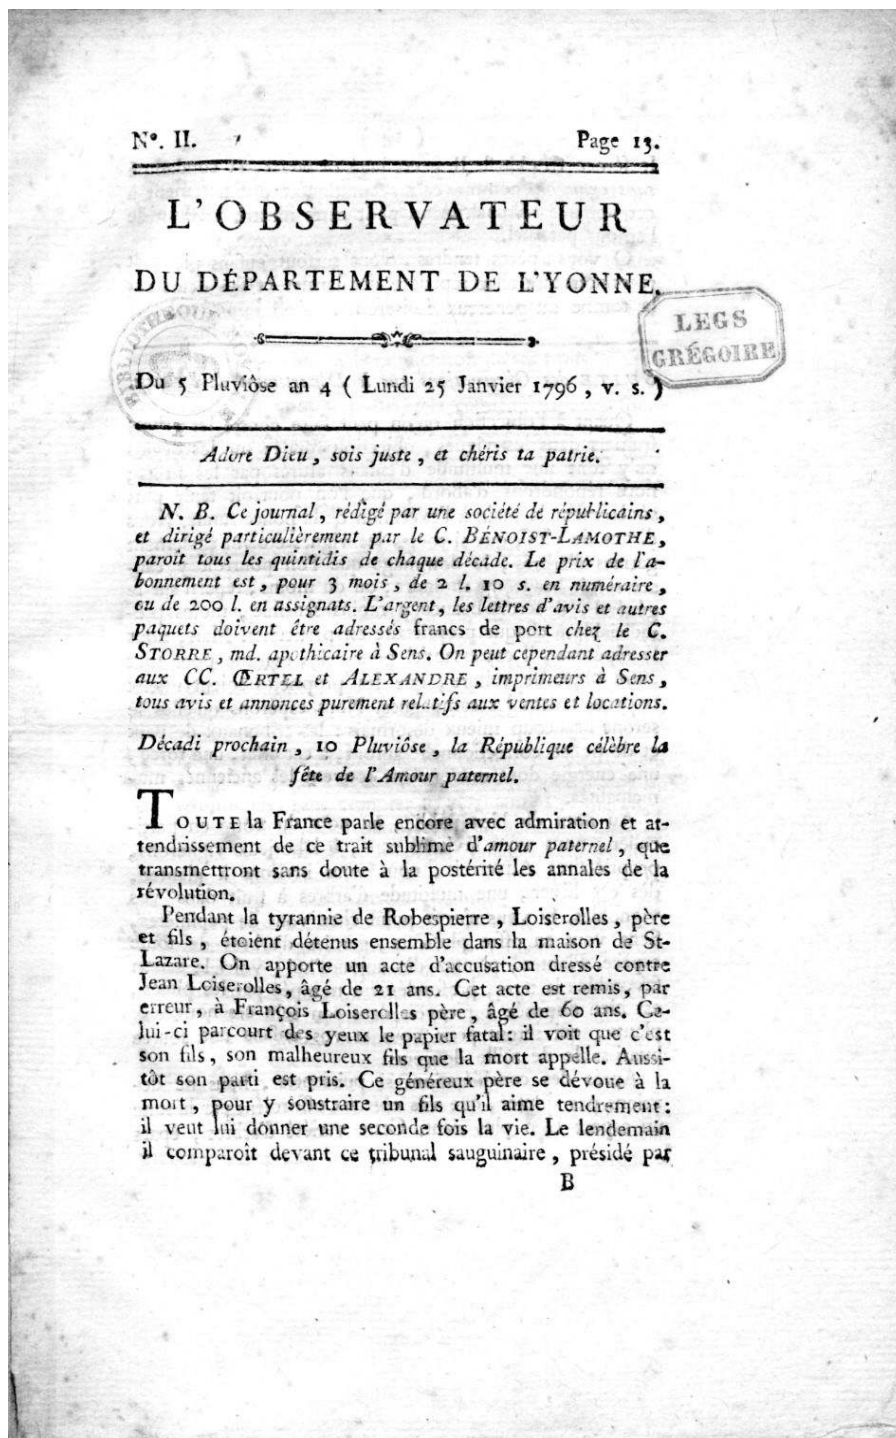 Nº. II. Page 13.
L'OBSERVATEUR
DU DÉPARTEMENT DE L'YONNE.
LEGS
GRÉGOIRE
Du 5 Pluviôse an 4 ( Lundi 25 Janvier 1796 , v. s. )
Adore Dieu , sois juste , et chéris ta patrie.
N. B. Ce journal , rédigé par une société de républicains ,
et dirigé particulièrement par le C. BÉNOIST-LAMOTHE,
paroît tous les quintidis de chaque décade. Le prix de l'a-
bonnement est , pour 3 mois , de 2 l. 10 s. en numéraire ,
ou de 200 l. en assignats. L'argent, les lettres d'avis et autres
paquets doivent être adressés francs de port chez le C.
STORRE , md. apothicaire à Sens. On peut cependant adresser
aux CC. ŒRTEL et ALEXANDRE , imprimeurs à Sens ,
tous avis et annonces purement relatifs aux ventes et locations.
Décadi prochain , 10 Pluviôse , la République célèbre la
fête de l'Amour paternel.
TOUTE la France parle encore avec admiration et at-
tendrissement de ce trait sublime d'amour paternel , que
transmettront sans doute à la postérité les annales de la
révolution.
Pendant la tyrannie de Robespierre , Loiserolles , père
et fils , étoient détenus ensemble dans la maison de St-
Lazare. On apporte un acte d'accusation dressé contre
Jean Loiserolles, âgé de 21 ans. Cet acte est remis, par
erreur, à François Loiserolles père, âgé de 60 ans. Ce-
lui-ci parcourt des yeux le papier fatal: il voit que c'est
son fils, son malheureux fils que la mort appelle. Aussi-
tôt son parti est pris. Ce généreux père se dévoue à la
mort, pour y soustraire un fils qu'il aime tendrement:
il veut lui donner une seconde fois la vie. Le lendemain
il comparoît devant ce tribunal sauguinaire , présidé par
B